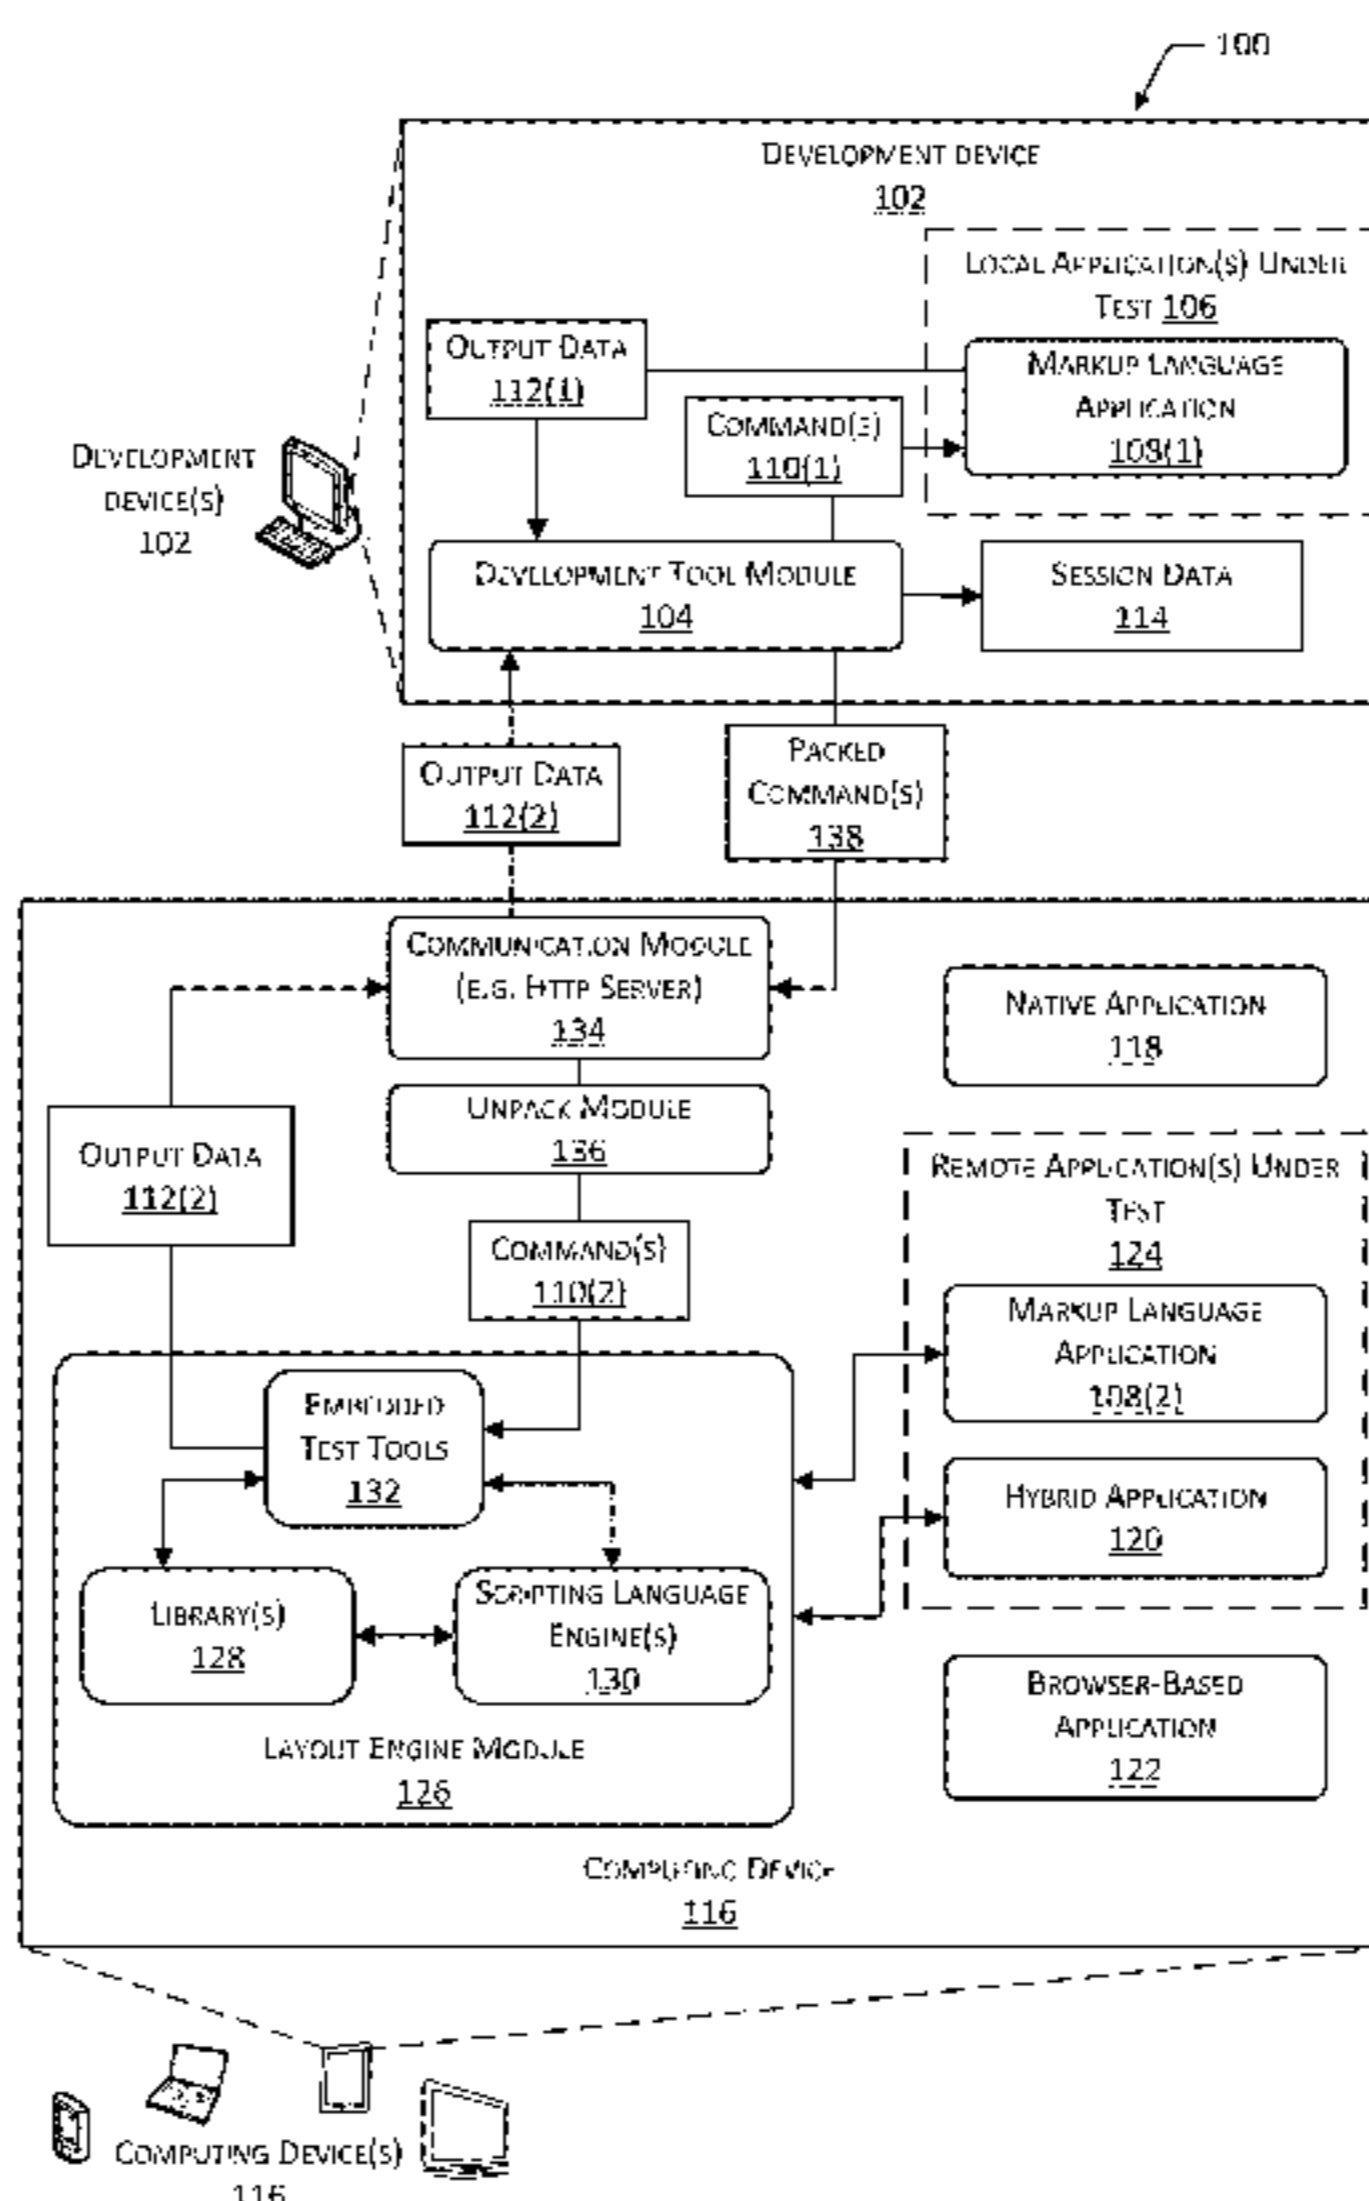 100
DEVELOPMENT DEVICE
102
LOCAL APPLICATION(S) UNDER
TEST 106
OUTPUT DATA
112(1)
MARKUP LANGUAGE
APPLICATION
108(1)
COMMAND(S)
110(1)
DEVELOPMENT
DEVICE(S)
102
DEVELOPMENT TOOL MODULE
104
SESSION DATA
114
OUTPUT DATA
112(2)
PACKED
COMMAND(S)
138
COMMUNICATION MODULE
(E.G. HTTP SERVER)
134
NATIVE APPLICATION
118
UNPACK MODULE
136
OUTPUT DATA
112(2)
REMOTE APPLICATION(S) UNDER
TEST
124
COMMAND(S)
110(2)
MARKUP LANGUAGE
APPLICATION
108(2)
EMBEDDED
TEST TOOLS
132
HYBRID APPLICATION
120
LIBRARY(S)
128
SCRIPTING LANGUAGE
ENGINE(S)
130
BROWSER-BASED
APPLICATION
122
LAYOUT ENGINE MODULE
126
COMPUTING DEVICE
116
COMPUTING DEVICE(S)
116